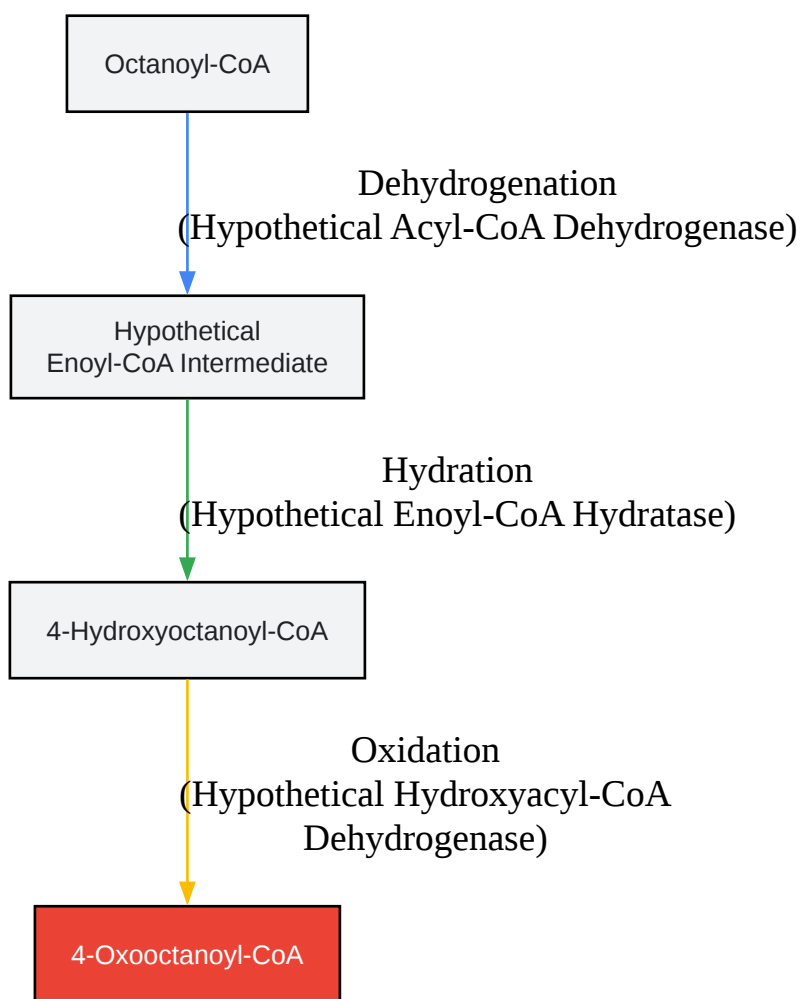 Octanoyl-CoA
Dehydrogenation
(Hypothetical Acyl-CoA Dehydrogenase)
Hypothetical
Enoyl-CoA Intermediate
Hydration
(Hypothetical Enoyl-CoA Hydratase)
4-Hydroxyoctanoyl-CoA
Oxidation
(Hypothetical Hydroxyacyl-CoA
Dehydrogenase)
4-Oxooctanoyl-CoA